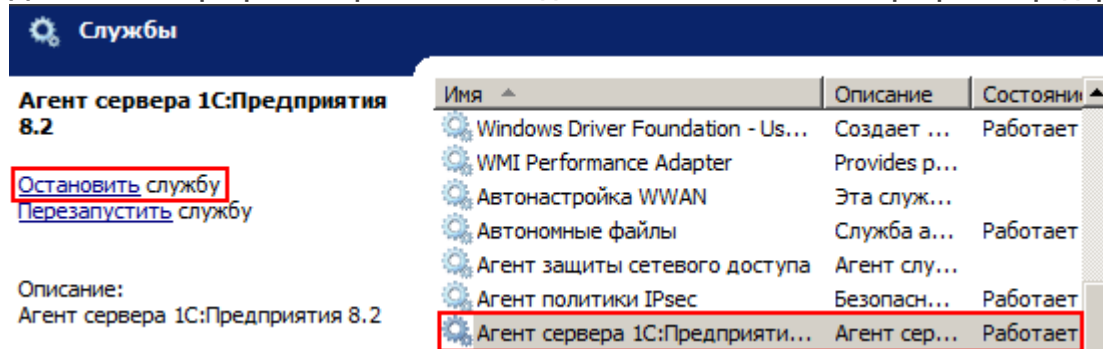 Службы
Агент сервера 1С:Предприятия
8.2
Остановить службу
Перезапустить службу
Описание:
Агент сервера 1С:Предприятия 8.2
Имя Описание Состояни
Windows Driver Foundation - Us... Создает ... Работает
WMI Performance Adapter Provides p...
Автонастройка WWAN Эта служ...
Автономные файлы Служба а... Работает
Агент защиты сетевого доступа Агент слу...
Агент политики IPsec Безопасн... Работает
Агент сервера 1С:Предприяти... Агент сер... Работает